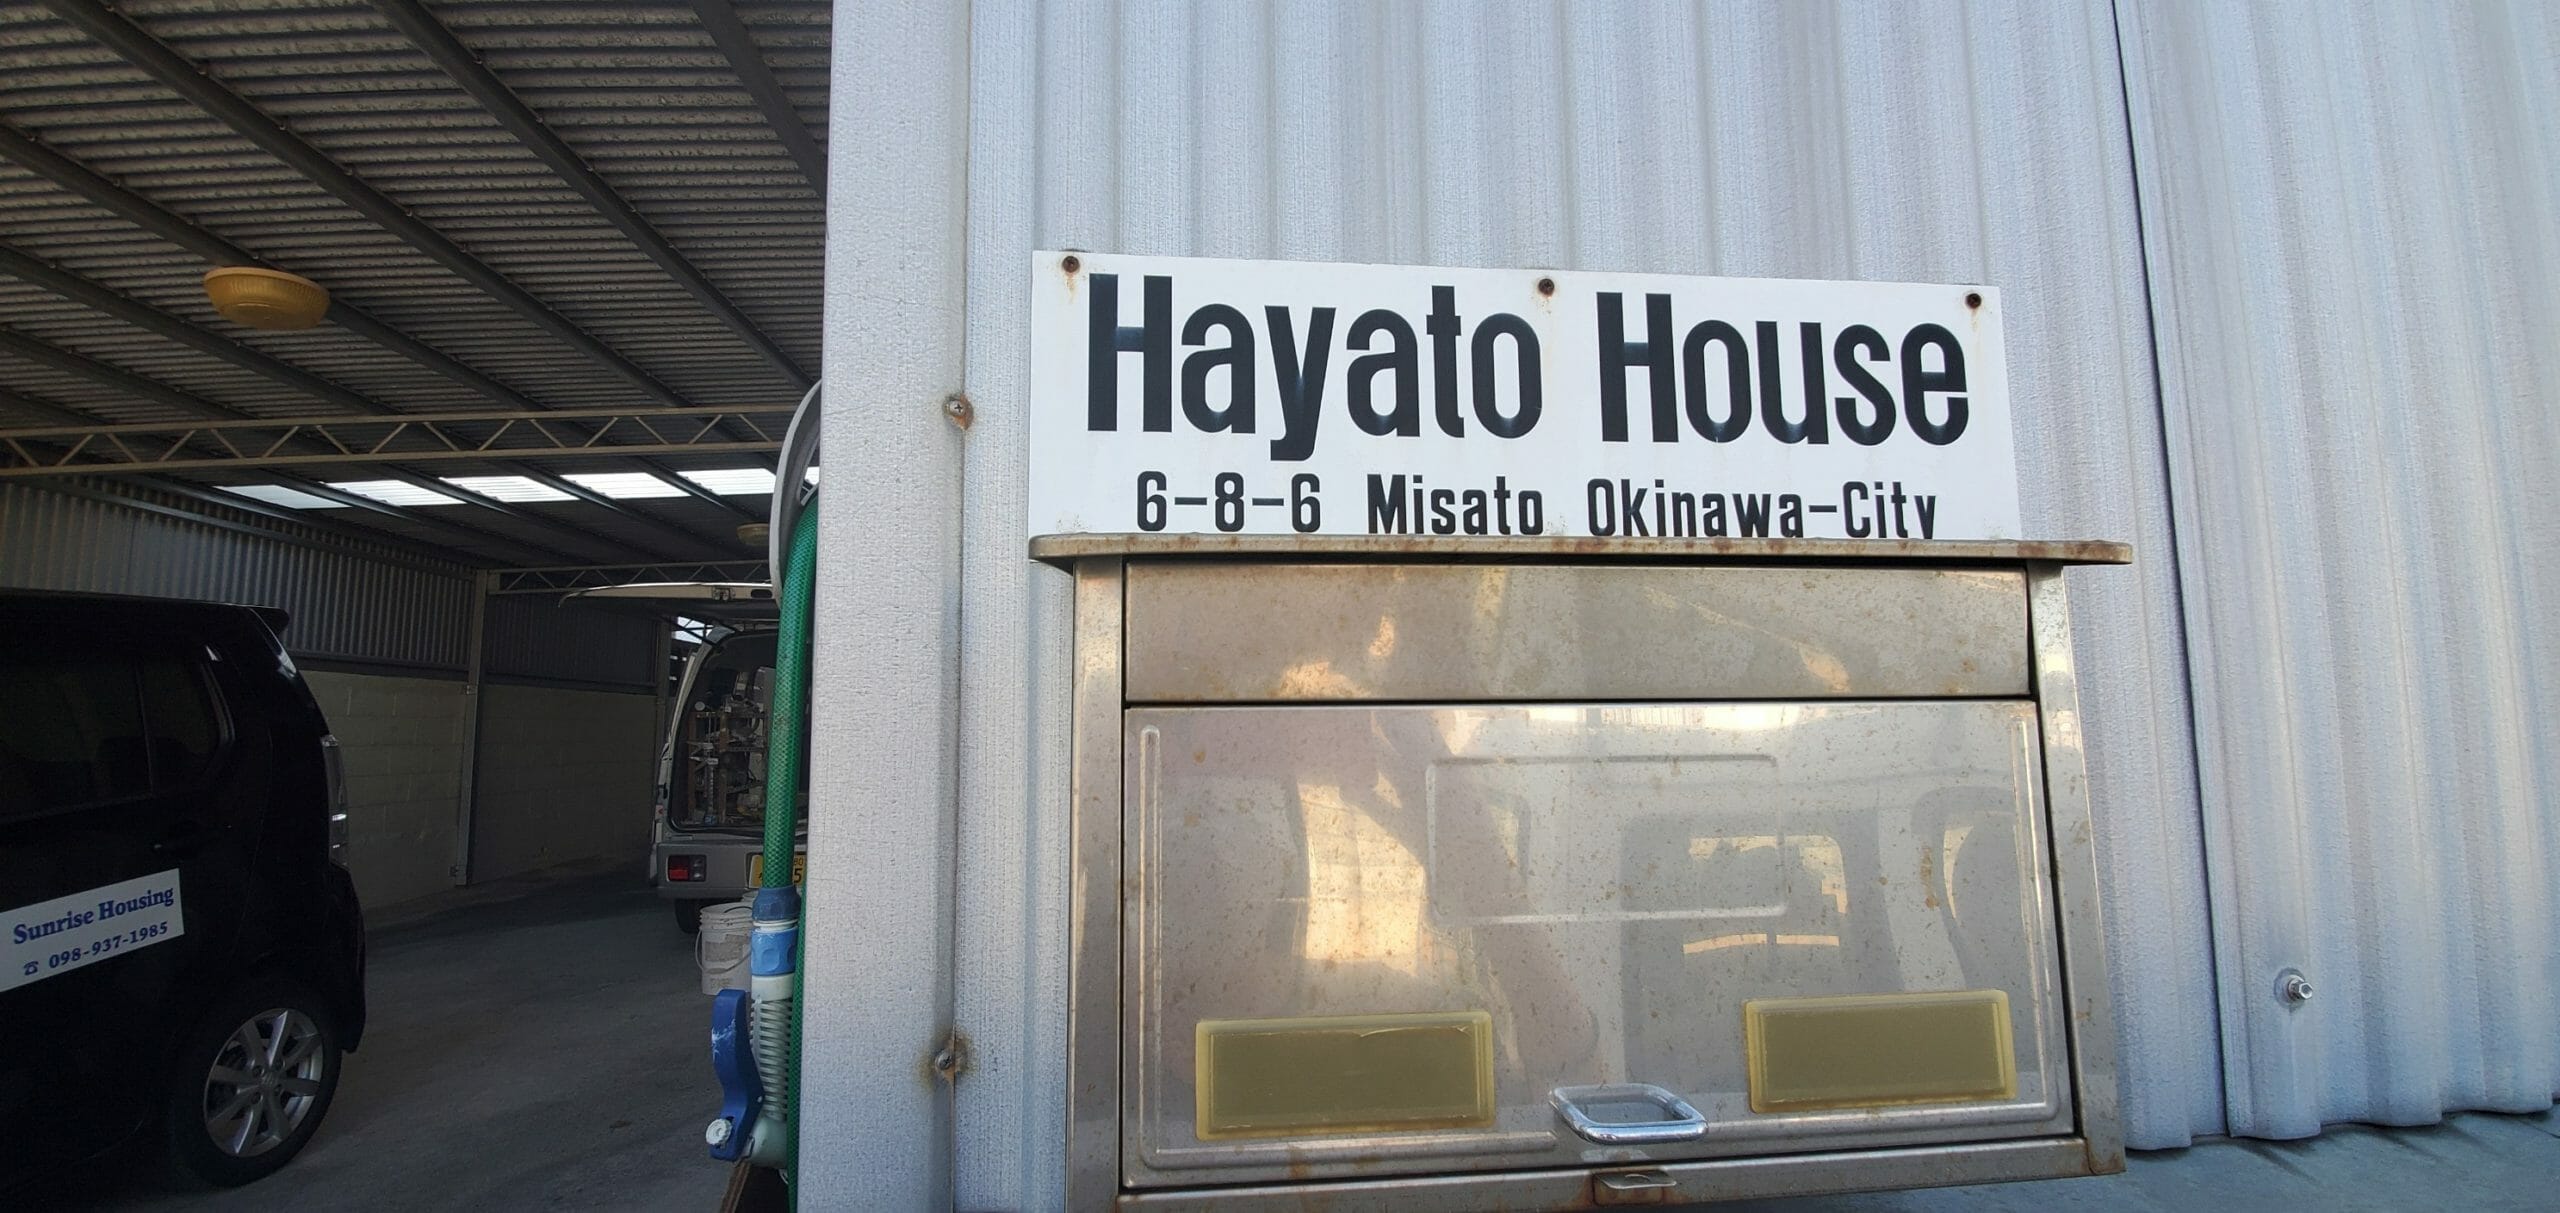 Hayato House
6-8-6 Misato Okinawa-City
Sunrise Housing
☎ 098-937-1985